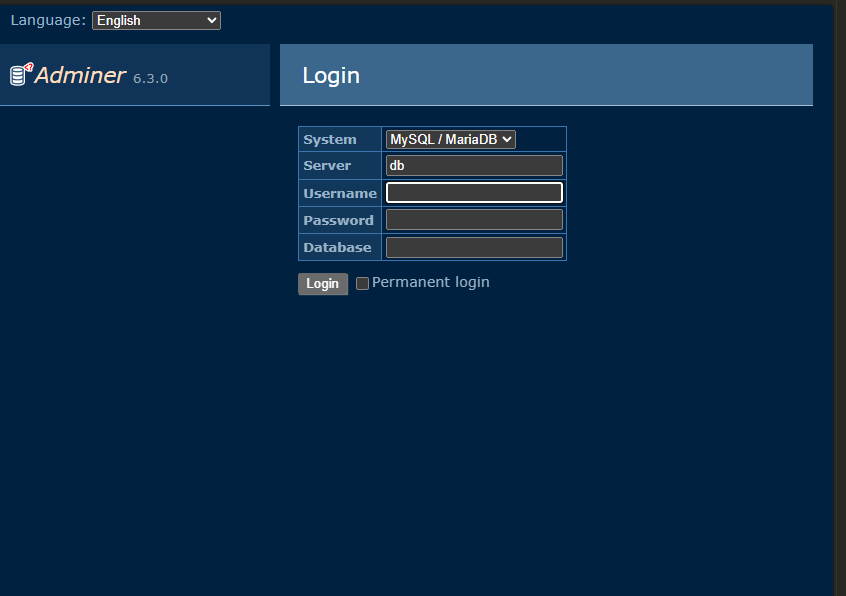 Language: English
Adminer 6.3.0
Login
System MySQL / MariaDB
Server db
Username
Password
Database
Login Permanent login